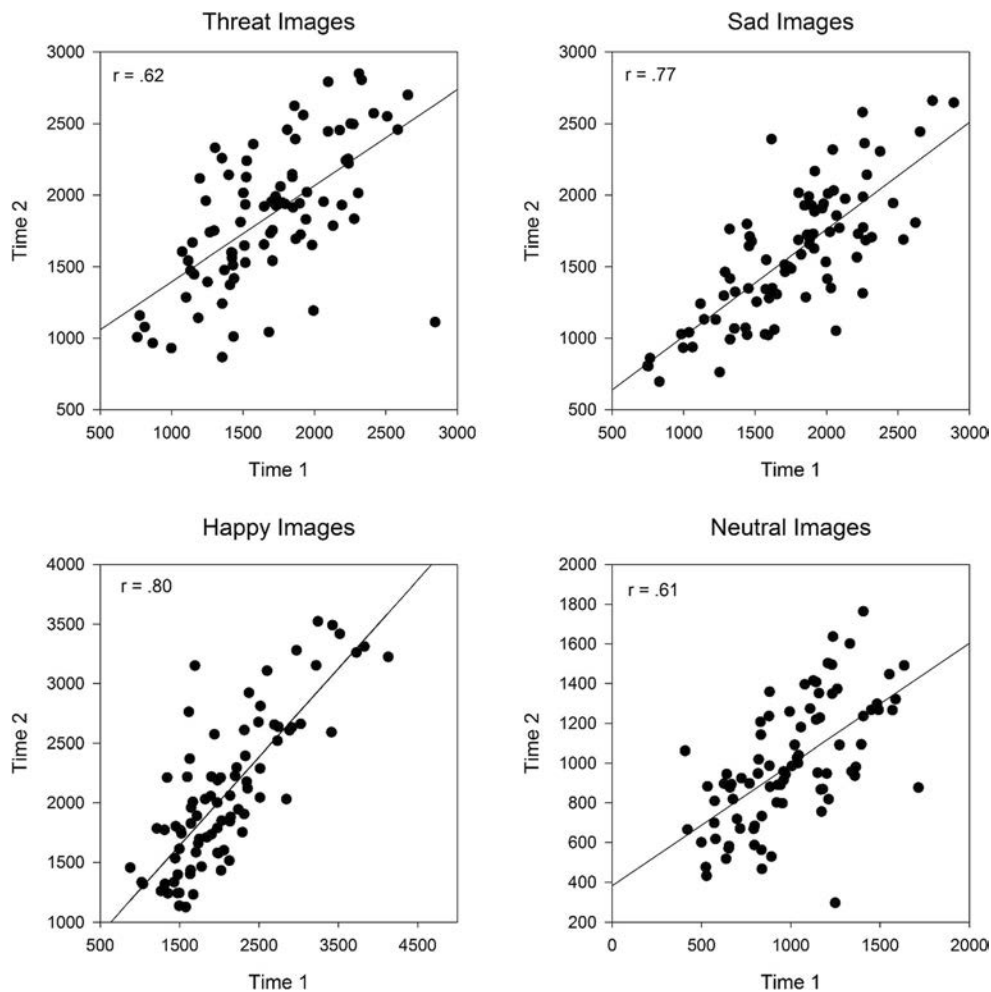 Threat Images
Sad Images
3000
2500
2000
1500
1000
500
r = .62
Time 2
500 1000 1500 2000 2500 3000
Time 1
3000
2500
2000
1500
1000
500
r = .77
Time 2
500 1000 1500 2000 2500 3000
Time 1
Happy Images
Neutral Images
4000
3500
3000
2500
2000
1500
1000
r = .80
Time 2
500 1500 2500 3500 4500
Time 1
2000
1800
1600
1400
1200
1000
800
600
400
200
r = .61
Time 2
0 500 1000 1500 2000
Time 1